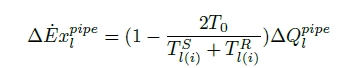 $\Delta \dot{E}x_l^{pipe} = (1 - \frac{2T_0}{T_{l(i)}^S + T_{l(i)}^R})\Delta Q_l^{pipe}$